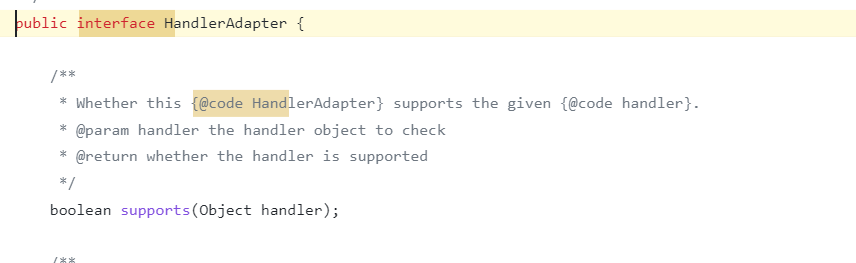 public interface HandlerAdapter {
/**
* Whether this {@code HandlerAdapter} supports the given {@code handler}.
* @param handler the handler object to check
* @return whether the handler is supported
*/
boolean supports(Object handler);
/**